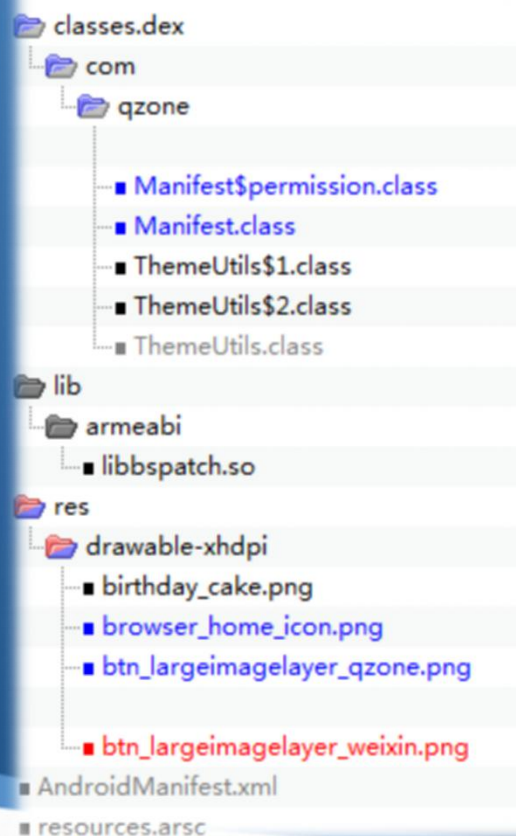 classes.dex
com
qzone
Manifest$permission.class
Manifest.class
ThemeUtils$1.class
ThemeUtils$2.class
ThemeUtils.class
lib
armeabi
libbspatch.so
res
drawable-xhdpi
birthday_cake.png
browser_home_icon.png
btn_largeimagelayer_qzone.png
btn_largeimagelayer_weixin.png
AndroidManifest.xml
resources.arsc